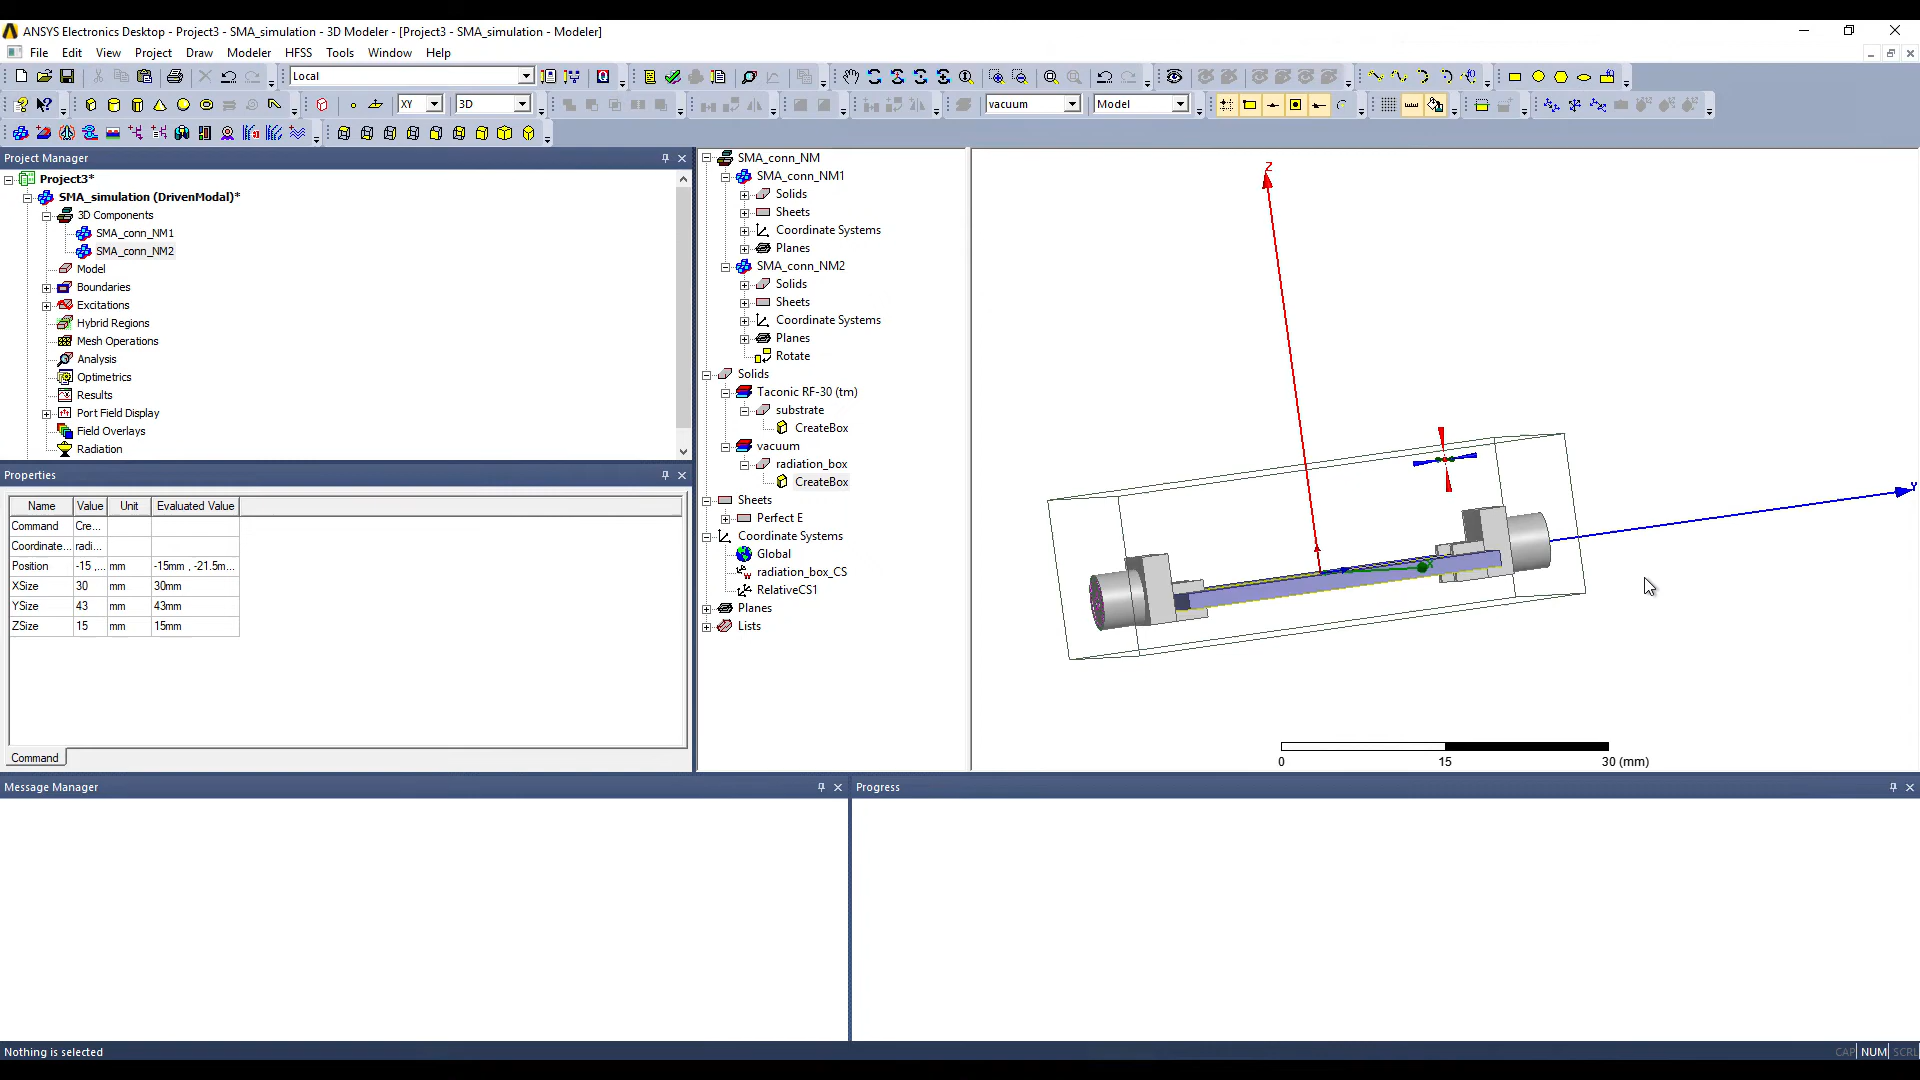 ANSYS Electronics Desktop - Project3 - SMA_simulation - 3D Modeler - [Project3 - SMA_simulation - Modeler]
File Edit View Project Draw Modeler HFSS Tools Window Help
Local
XY 3D vacuum Model
Project Manager
Project3*
SMA_simulation (DrivenModal)*
3D Components
SMA_conn_NM1
SMA_conn_NM2
Model
Boundaries
Excitations
Hybrid Regions
Mesh Operations
Analysis
Optimetrics
Results
Port Field Display
Field Overlays
Radiation
Properties
Name Value Unit Evaluated Value
Command Cre...
Coordinate... radi...
Position -15 ,... mm -15mm , -21.5m...
XSize 30 mm 30mm
YSize 43 mm 43mm
ZSize 15 mm 15mm
Command
SMA_conn_NM
SMA_conn_NM1
Solids
Sheets
Coordinate Systems
Planes
SMA_conn_NM2
Solids
Sheets
Coordinate Systems
Planes
Rotate
Solids
Taconic RF-30 (tm)
substrate
CreateBox
vacuum
radiation_box
CreateBox
Sheets
Perfect E
Coordinate Systems
Global
radiation_box_CS
RelativeCS1
Planes
Lists
Z
Y
X
0 15 30 (mm)
Message Manager
Progress
Nothing is selected
CAP NUM SCRL